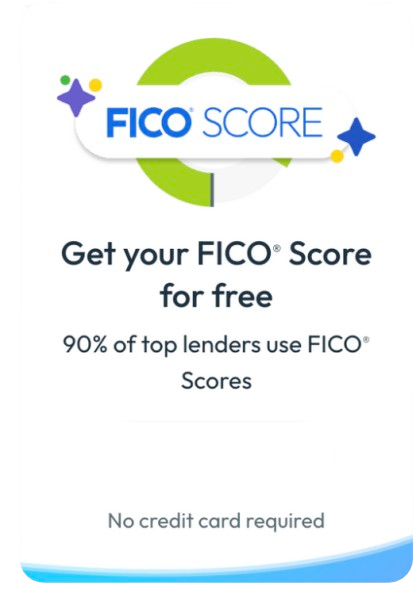 FICO® SCORE
Get your FICO® Score
for free
90% of top lenders use FICO®
Scores
No credit card required